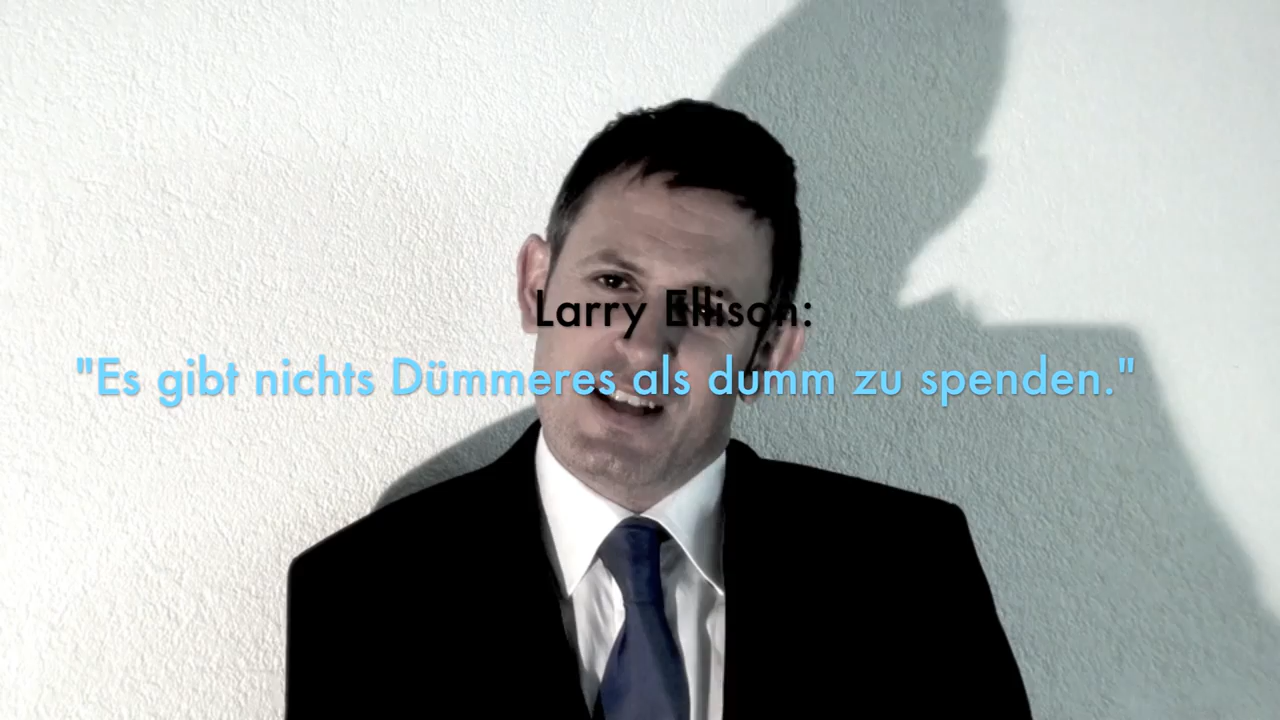 Larry Ellison:
"Es gibt nichts Dümmeres als dumm zu spenden."